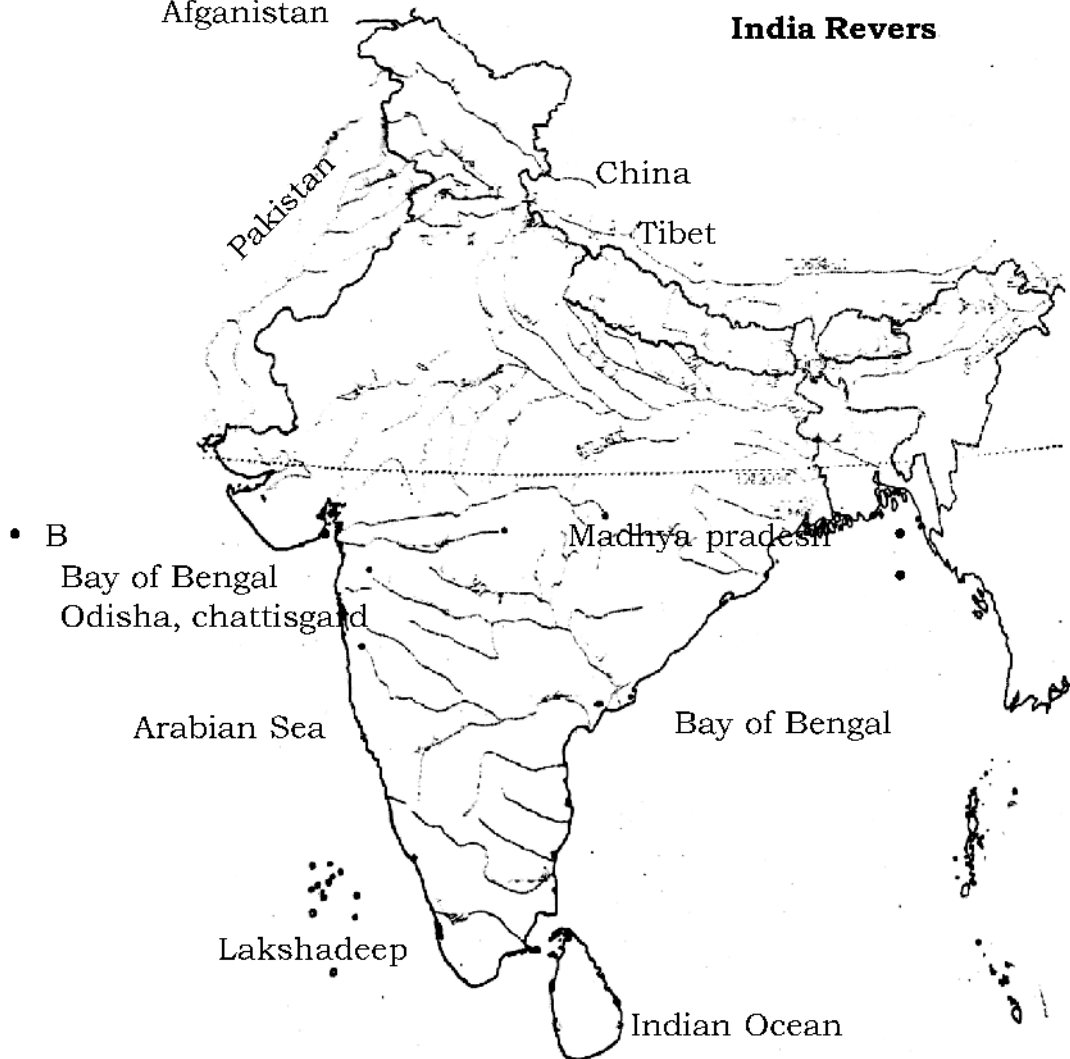 Afganistan
India Revers
China
Pakistan
Tibet
• B
Madhya pradesh
Bay of Bengal
Odisha, chattisgard
Arabian Sea
Bay of Bengal
Lakshadeep
Indian Ocean